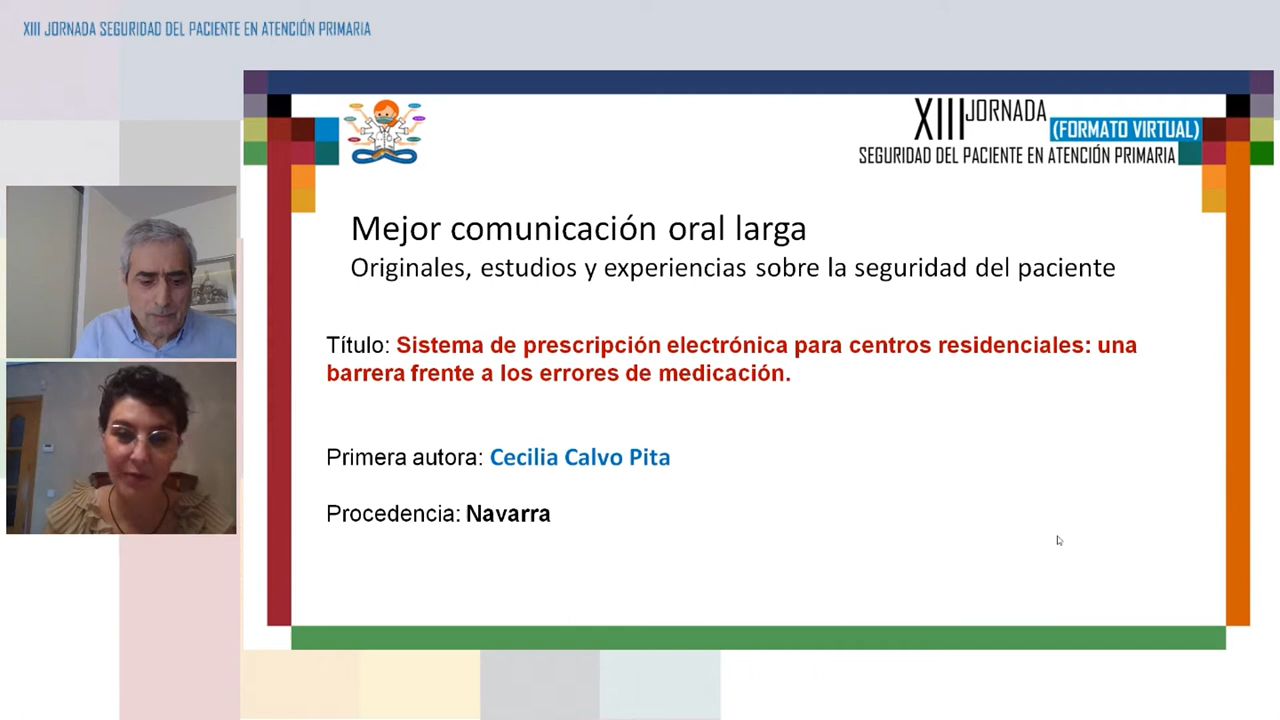 XIII JORNADA SEGURIDAD DEL PACIENTE EN ATENCIÓN PRIMARIA
XIII JORNADA
(FORMATO VIRTUAL)
SEGURIDAD DEL PACIENTE EN ATENCIÓN PRIMARIA
Mejor comunicación oral larga
Originales, estudios y experiencias sobre la seguridad del paciente
Título: Sistema de prescripción electrónica para centros residenciales: una
barrera frente a los errores de medicación.
Primera autora: Cecilia Calvo Pita
Procedencia: Navarra